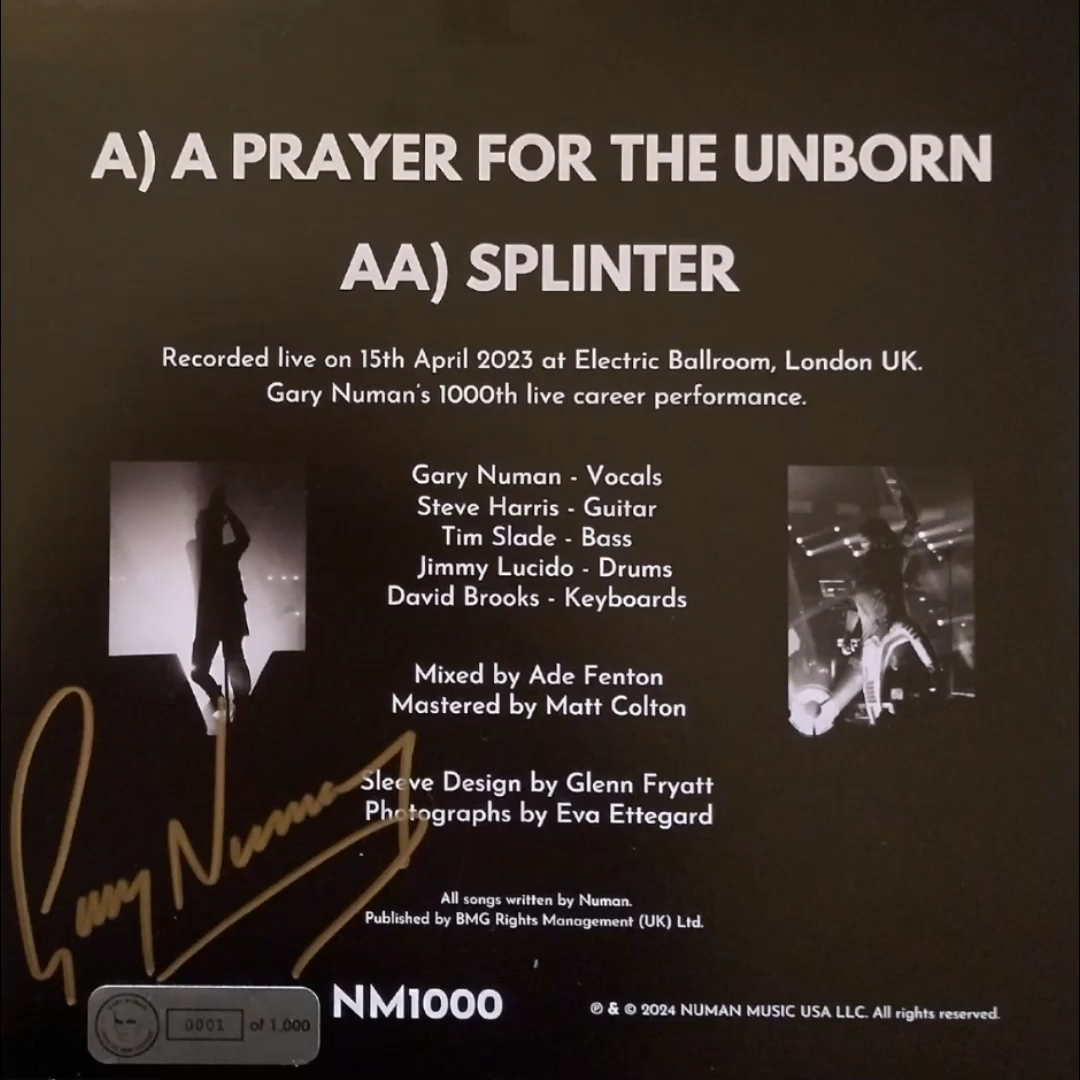 A) A PRAYER FOR THE UNBORN
AA) SPLINTER
Recorded live on 15th April 2023 at Electric Ballroom, London UK.
Gary Numan's 1000th live career performance.
Gary Numan - Vocals
Steve Harris - Guitar
Tim Slade - Bass
Jimmy Lucido - Drums
David Brooks - Keyboards
Mixed by Ade Fenton
Mastered by Matt Colton
Sleeve Design by Glenn Fryatt
Photographs by Eva Ettegard
Gary Numan
All songs written by Numan.
Published by BMG Rights Management (UK) Ltd.
0001 of 1,000
NM1000
℗ & © 2024 NUMAN MUSIC USA LLC. All rights reserved.